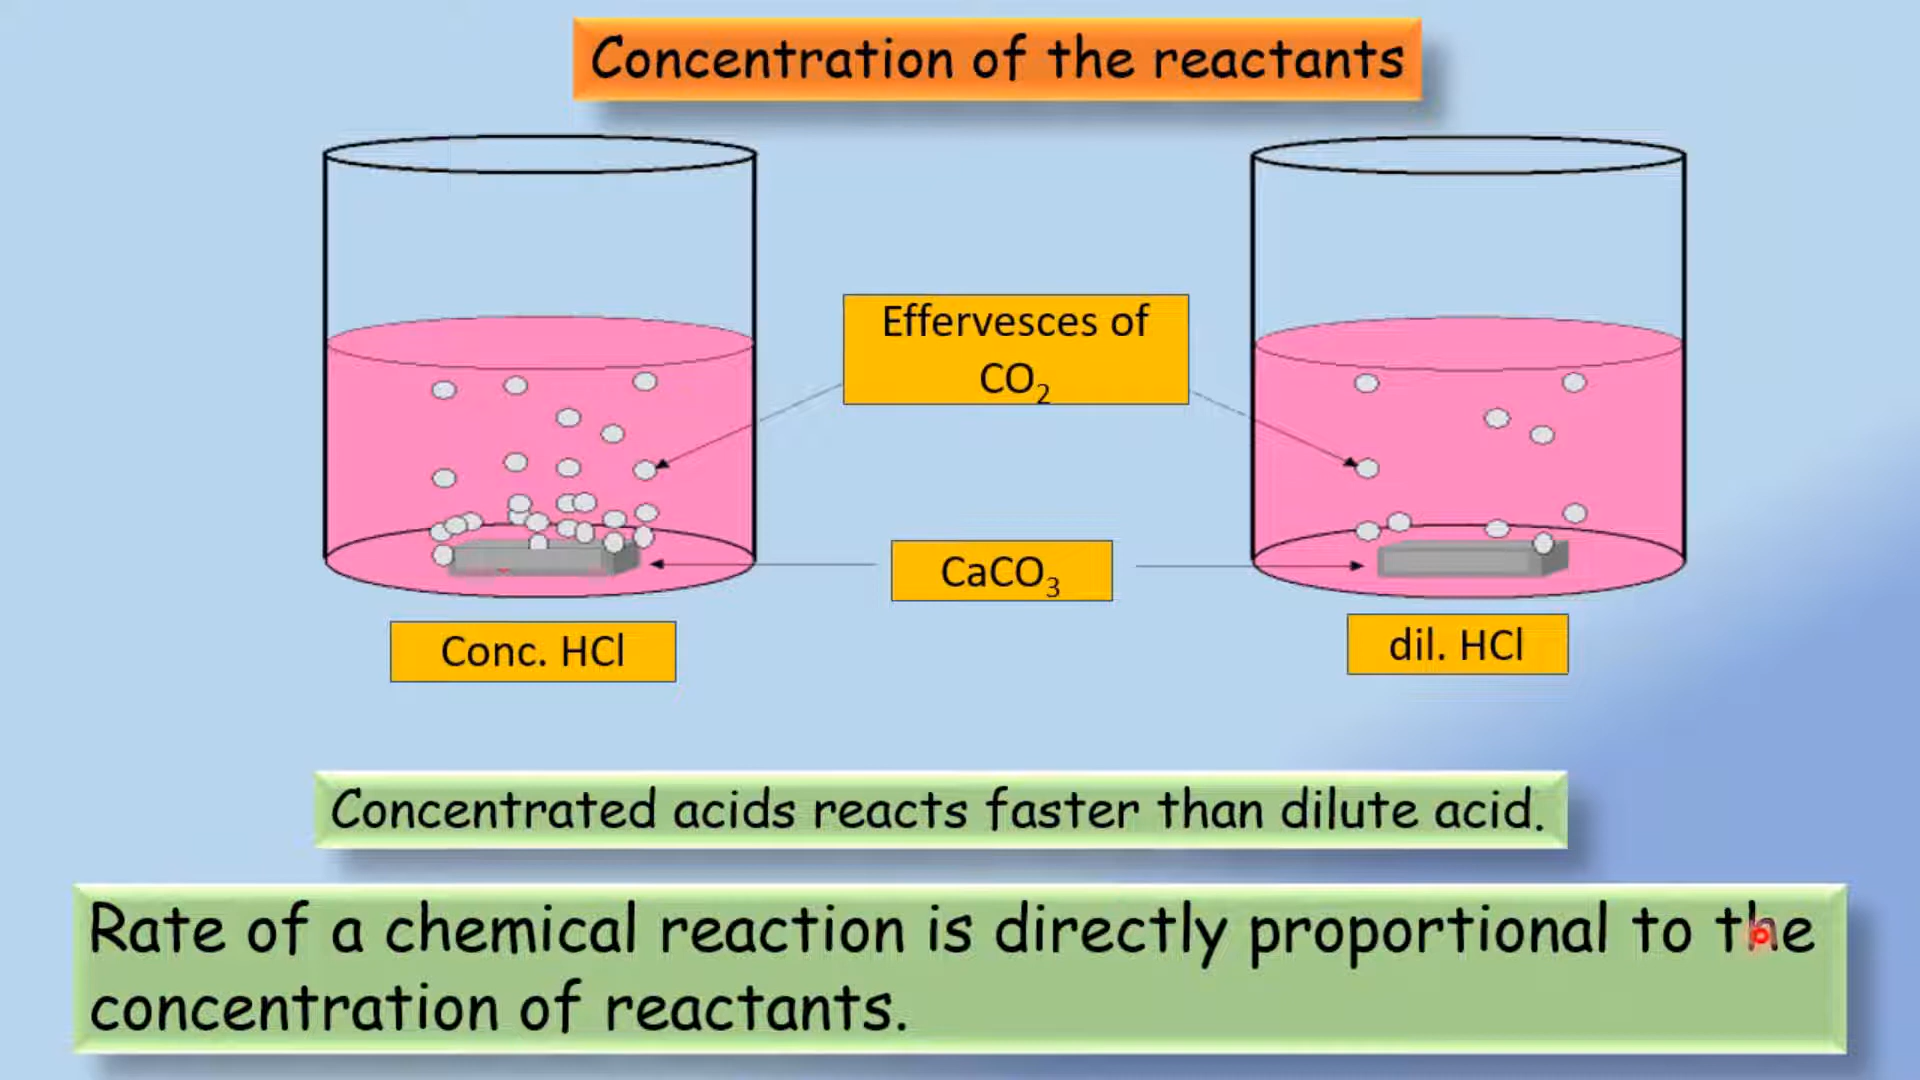 Concentration of the reactants
Effervesces of
CO₂
CaCO₃
Conc. HCl
dil. HCl
Concentrated acids reacts faster than dilute acid.
Rate of a chemical reaction is directly proportional to the
concentration of reactants.